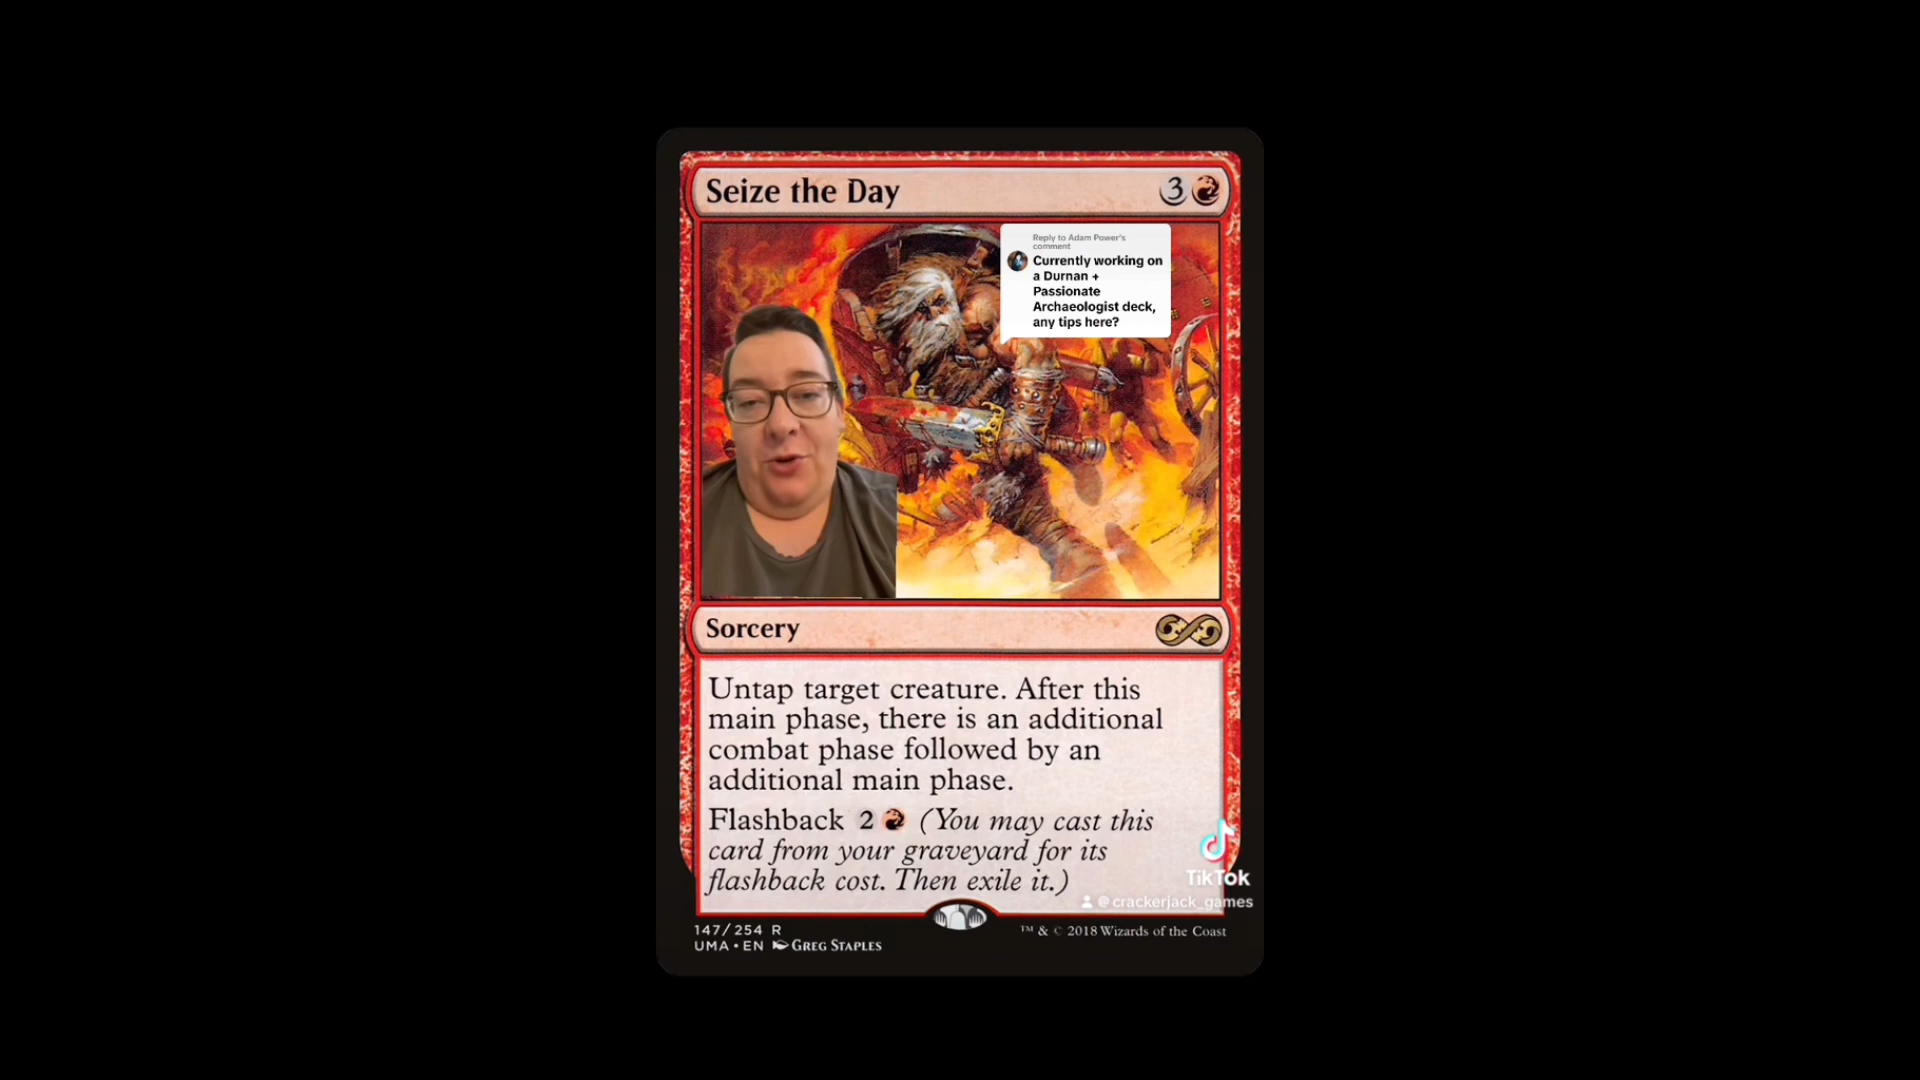 Seize the Day
3
Reply to Adam Power's
comment
Currently working on
a Durnan +
Passionate
Archaeologist deck,
any tips here?
Sorcery
Untap target creature. After this
main phase, there is an additional
combat phase followed by an
additional main phase.
Flashback 2 (You may cast this
card from your graveyard for its
flashback cost. Then exile it.)
TikTok
@crackerjack_games
147/254 R
UMA • EN Greg Staples
™ & © 2018 Wizards of the Coast